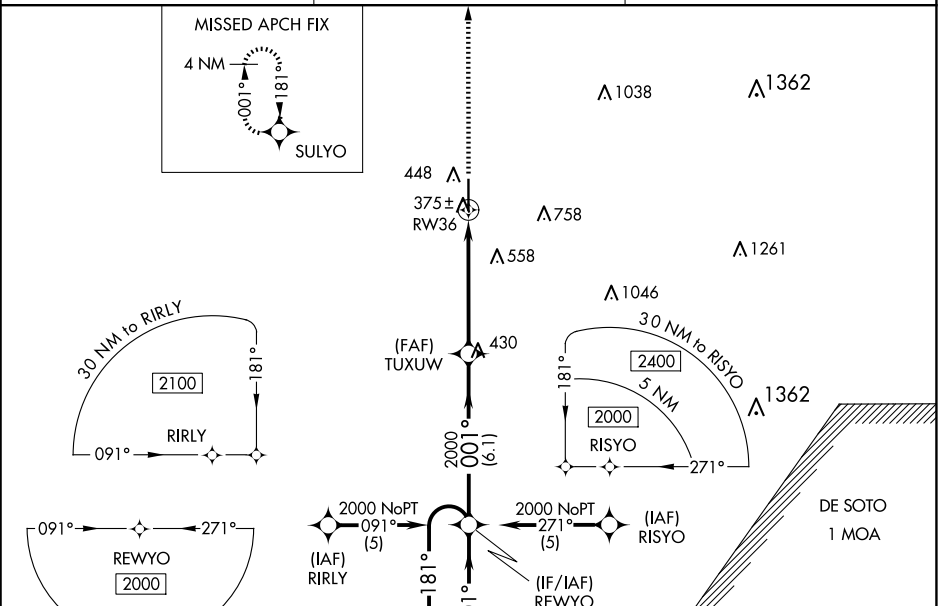 MISSED APCH FIX
4 NM
001°
181°
SULYO
1038
1362
448
375±
RW36
758
558
1261
1046
30 NM to RIRLY
2100
181°
RIRLY
091°
(FAF)
TUXUW
430
30 NM to RISYO
2400
181°
5 NM
2000
RISYO
271°
1362
2000
001°
(6.1)
DE SOTO
1 MOA
091°
271°
REWYO
2000
2000 NoPT
091°
(5)
(IAF)
RIRLY
2000 NoPT
271°
(5)
(IAF)
RISYO
181°
(IF/IAF)
REWYO